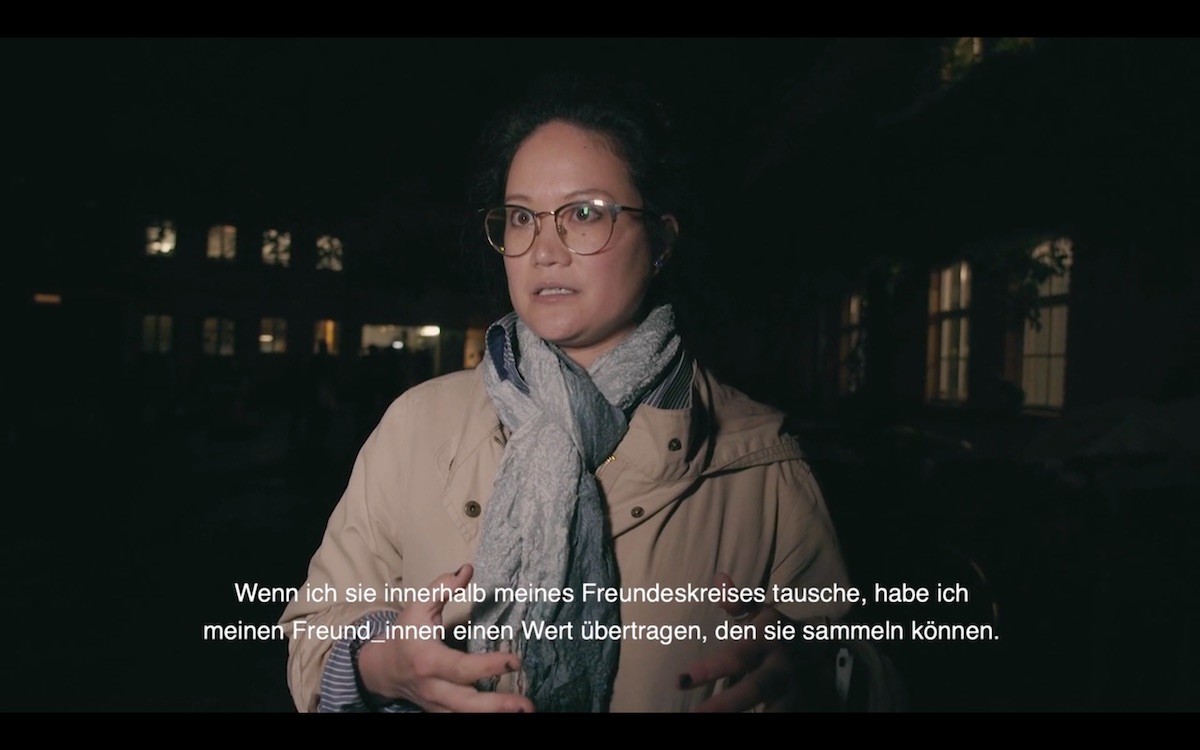 Wenn ich sie innerhalb meines Freundeskreises tausche, habe ich
meinen Freund_innen einen Wert übertragen, den sie sammeln können.